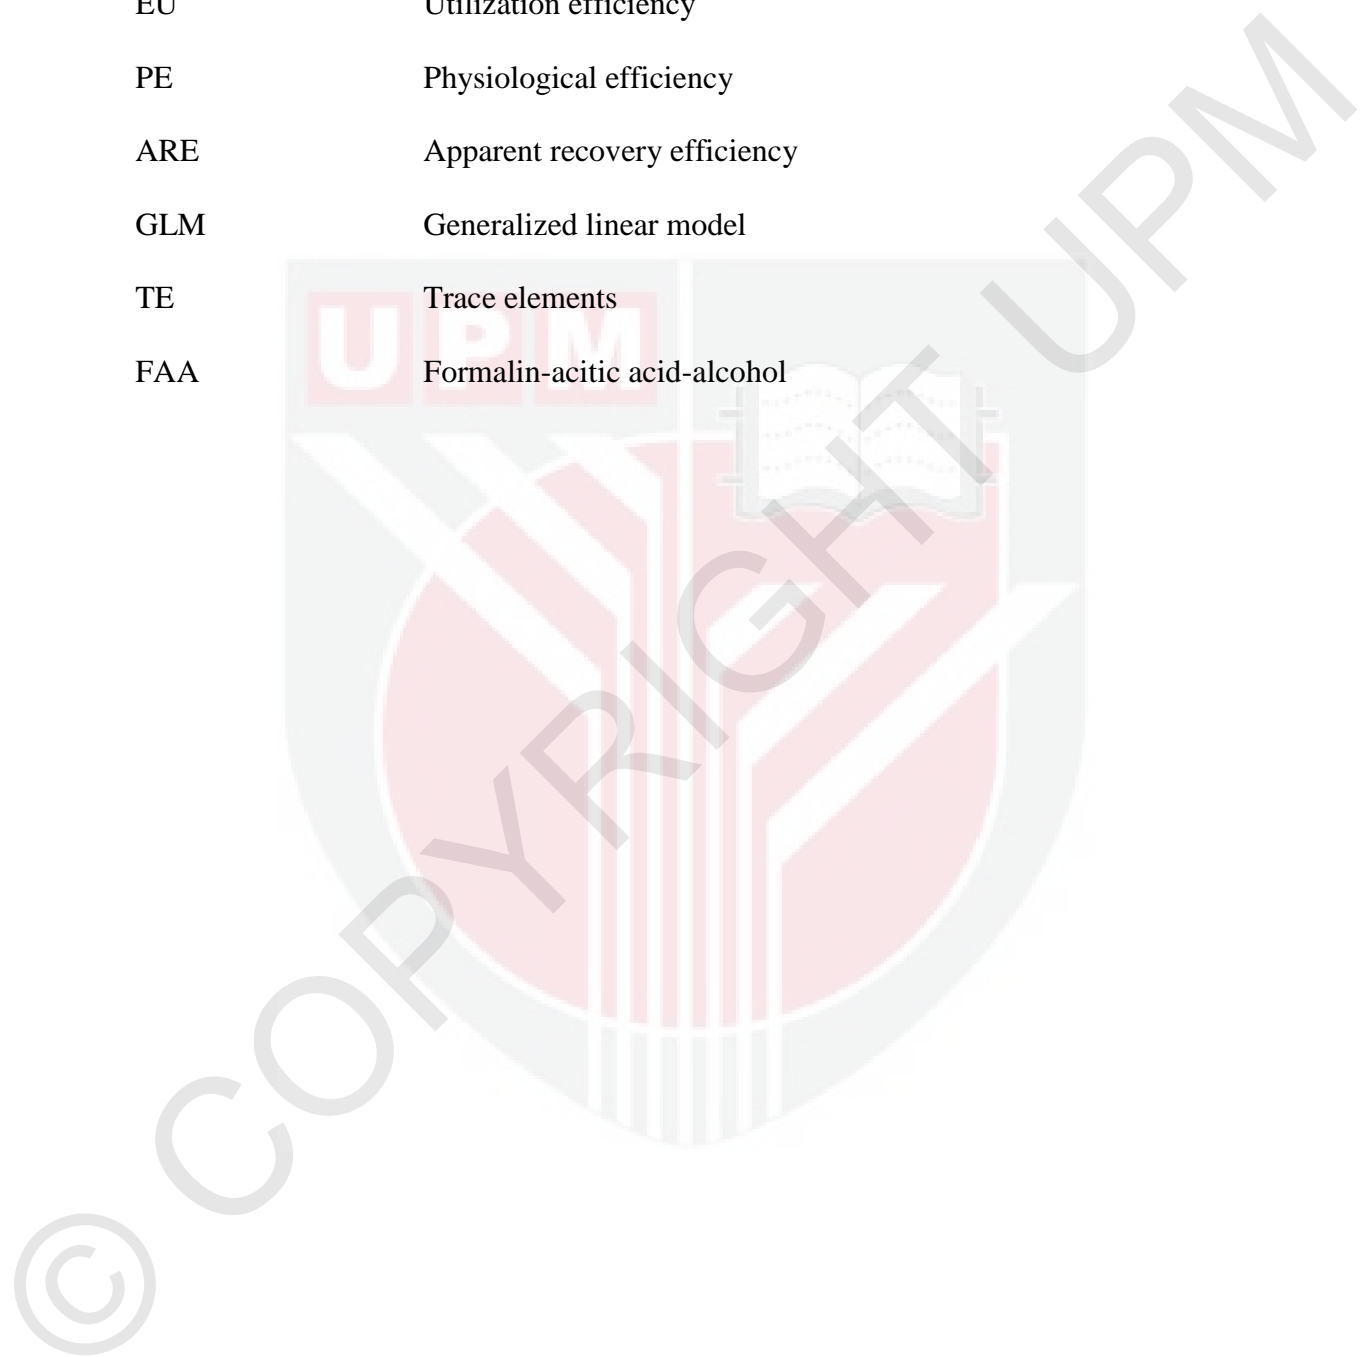 EU Utilization efficiency
PE Physiological efficiency
ARE Apparent recovery efficiency
GLM Generalized linear model
TE Trace elements
UPM
FAA Formalin-acitic acid-alcohol
© COPYRIGHT UPM